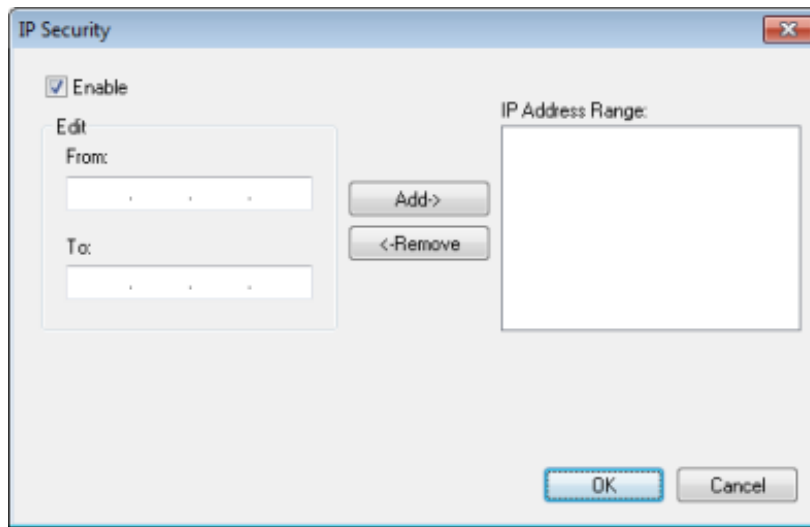 IP Security
Enable
IP Address Range:
Edit
From:
. . .
Add->
<-Remove
To:
. . .
OK
Cancel